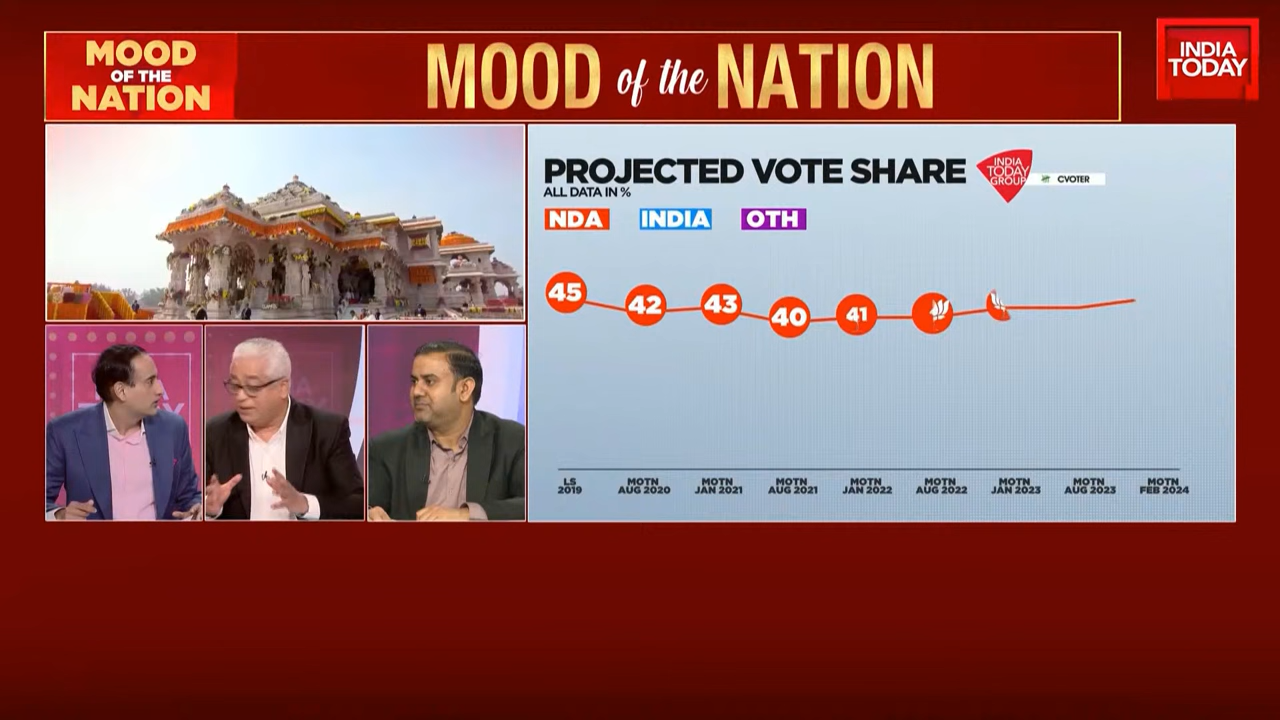 MOOD
OF THE
NATION
MOOD of the NATION
INDIA
TODAY
PROJECTED VOTE SHARE
INDIA
TODAY
GROUP
CVOTER
ALL DATA IN %
NDA INDIA OTH
45 42 43 40 41
LS
2019
MOTN
AUG 2020
MOTN
JAN 2021
MOTN
AUG 2021
MOTN
JAN 2022
MOTN
AUG 2022
MOTN
JAN 2023
MOTN
AUG 2023
MOTN
FEB 2024